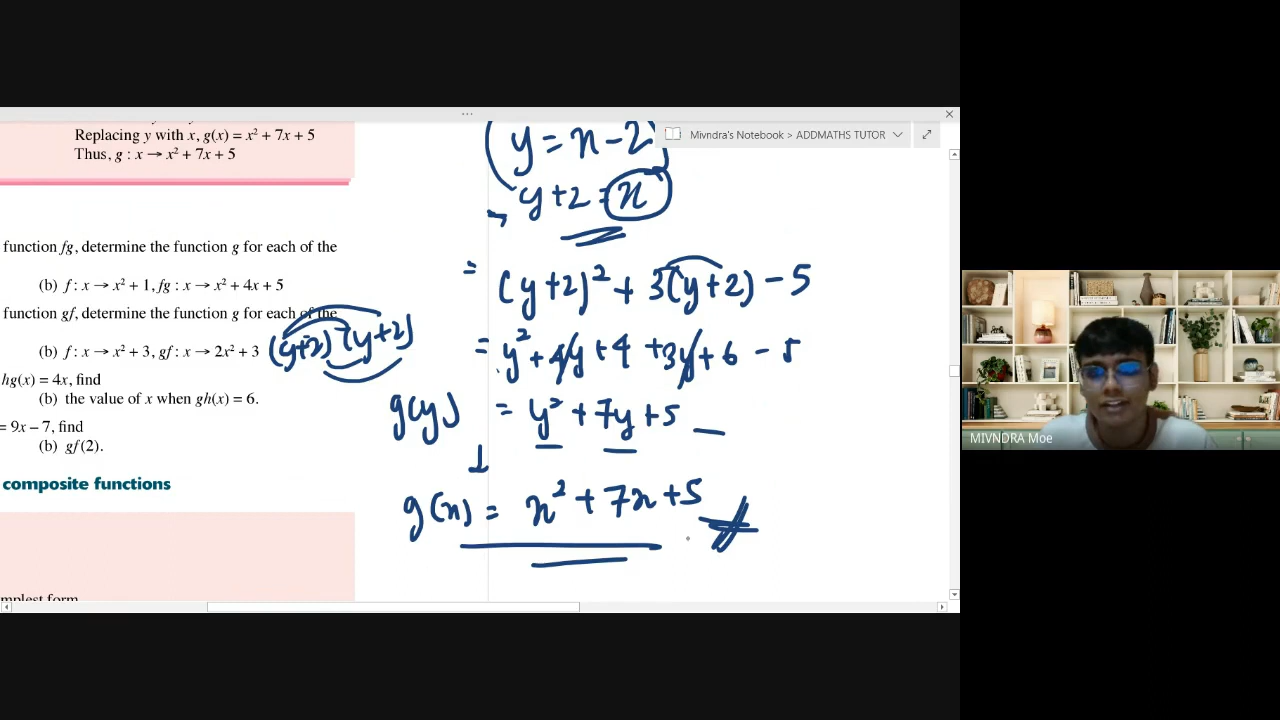 Replacing y with x, g(x) = x² + 7x + 5
Thus, g : x → x² + 7x + 5
function fg, determine the function g for each of the
(b) f : x → x² + 1, fg : x → x² + 4x + 5
function gf, determine the function g for each of the
(b) f : x → x² + 3, gf : x → 2x² + 3
hg(x) = 4x, find
(b) the value of x when gh(x) = 6.
= 9x – 7, find
(b) gf(2).
composite functions
Mivndra's Notebook > ADDMATHS TUTOR
y = x - 2
y + 2 = x
= (y+2)² + 3(y+2) - 5
(y+2)(y+2)
= y² + 4y + 4 + 3y + 6 - 5
g(y) = y² + 7y + 5
g(x) = x² + 7x + 5
MIVNDRA Moe